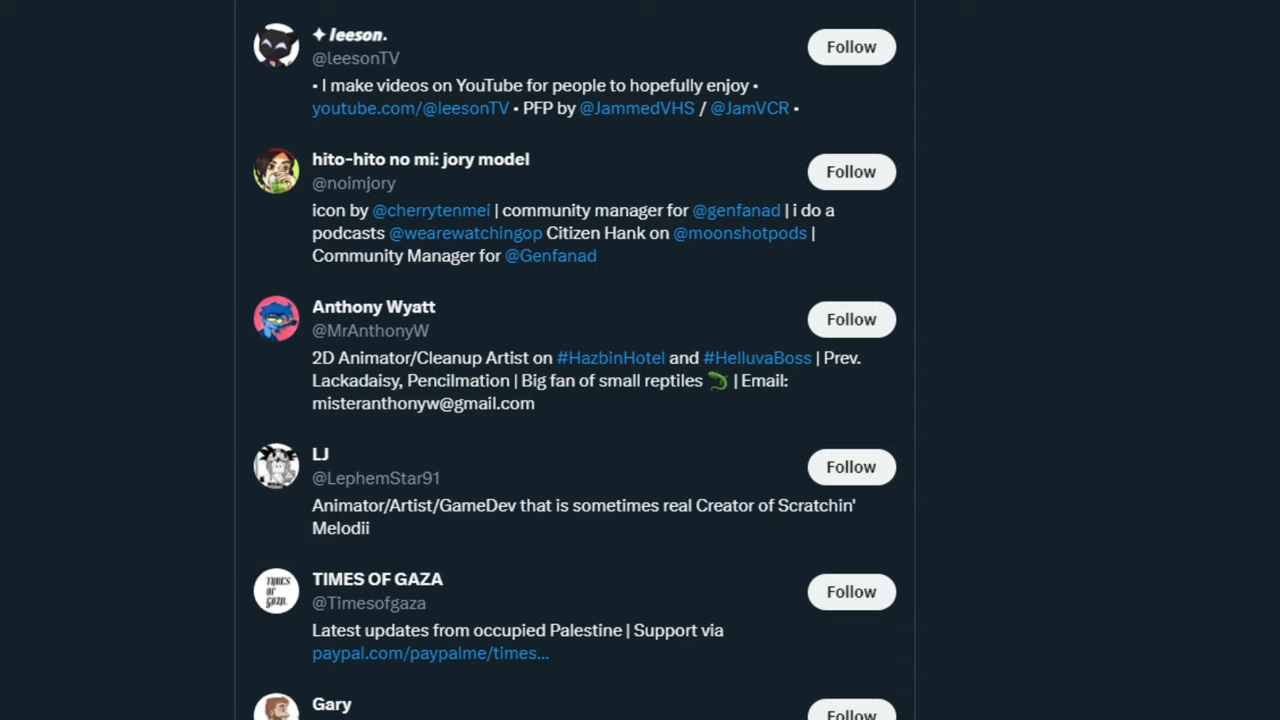 ✦ leeson.
@leesonTV
Follow
• I make videos on YouTube for people to hopefully enjoy •
youtube.com/@leesonTV • PFP by @JammedVHS / @JamVCR •
hito-hito no mi: jory model
@noimjory
Follow
icon by @cherrytenmei | community manager for @genfanad | i do a
podcasts @wearewatchingop Citizen Hank on @moonshotpods |
Community Manager for @Genfanad
Anthony Wyatt
@MrAnthonyW
Follow
2D Animator/Cleanup Artist on #HazbinHotel and #HelluvaBoss | Prev.
Lackadaisy, Pencilmation | Big fan of small reptiles 🦎 | Email:
misteranthonyw@gmail.com
LJ
@LephemStar91
Follow
Animator/Artist/GameDev that is sometimes real Creator of Scratchin'
Melodii
TIMES
OF
GAZA
TIMES OF GAZA
@Timesofgaza
Follow
Latest updates from occupied Palestine | Support via
paypal.com/paypalme/times...
Gary
Follow